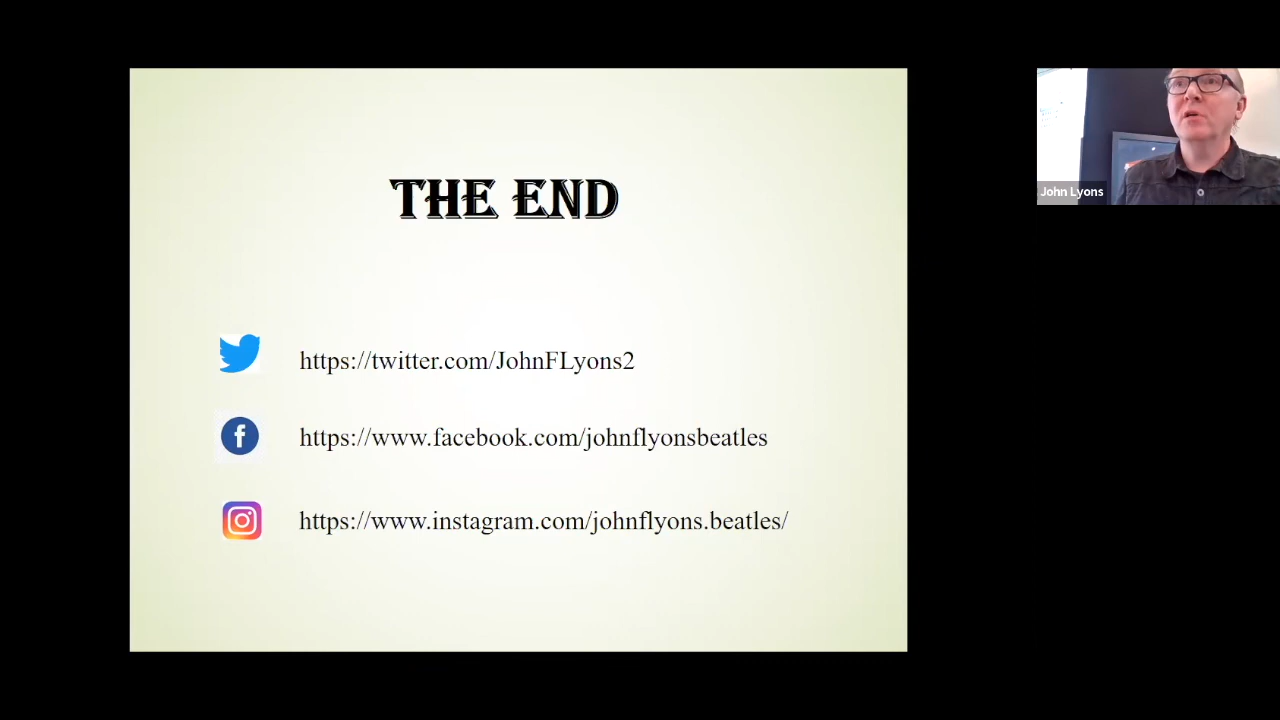 THE END
John Lyons
https://twitter.com/JohnFLyons2
https://www.facebook.com/johnflyonsbeatles
https://www.instagram.com/johnflyons.beatles/